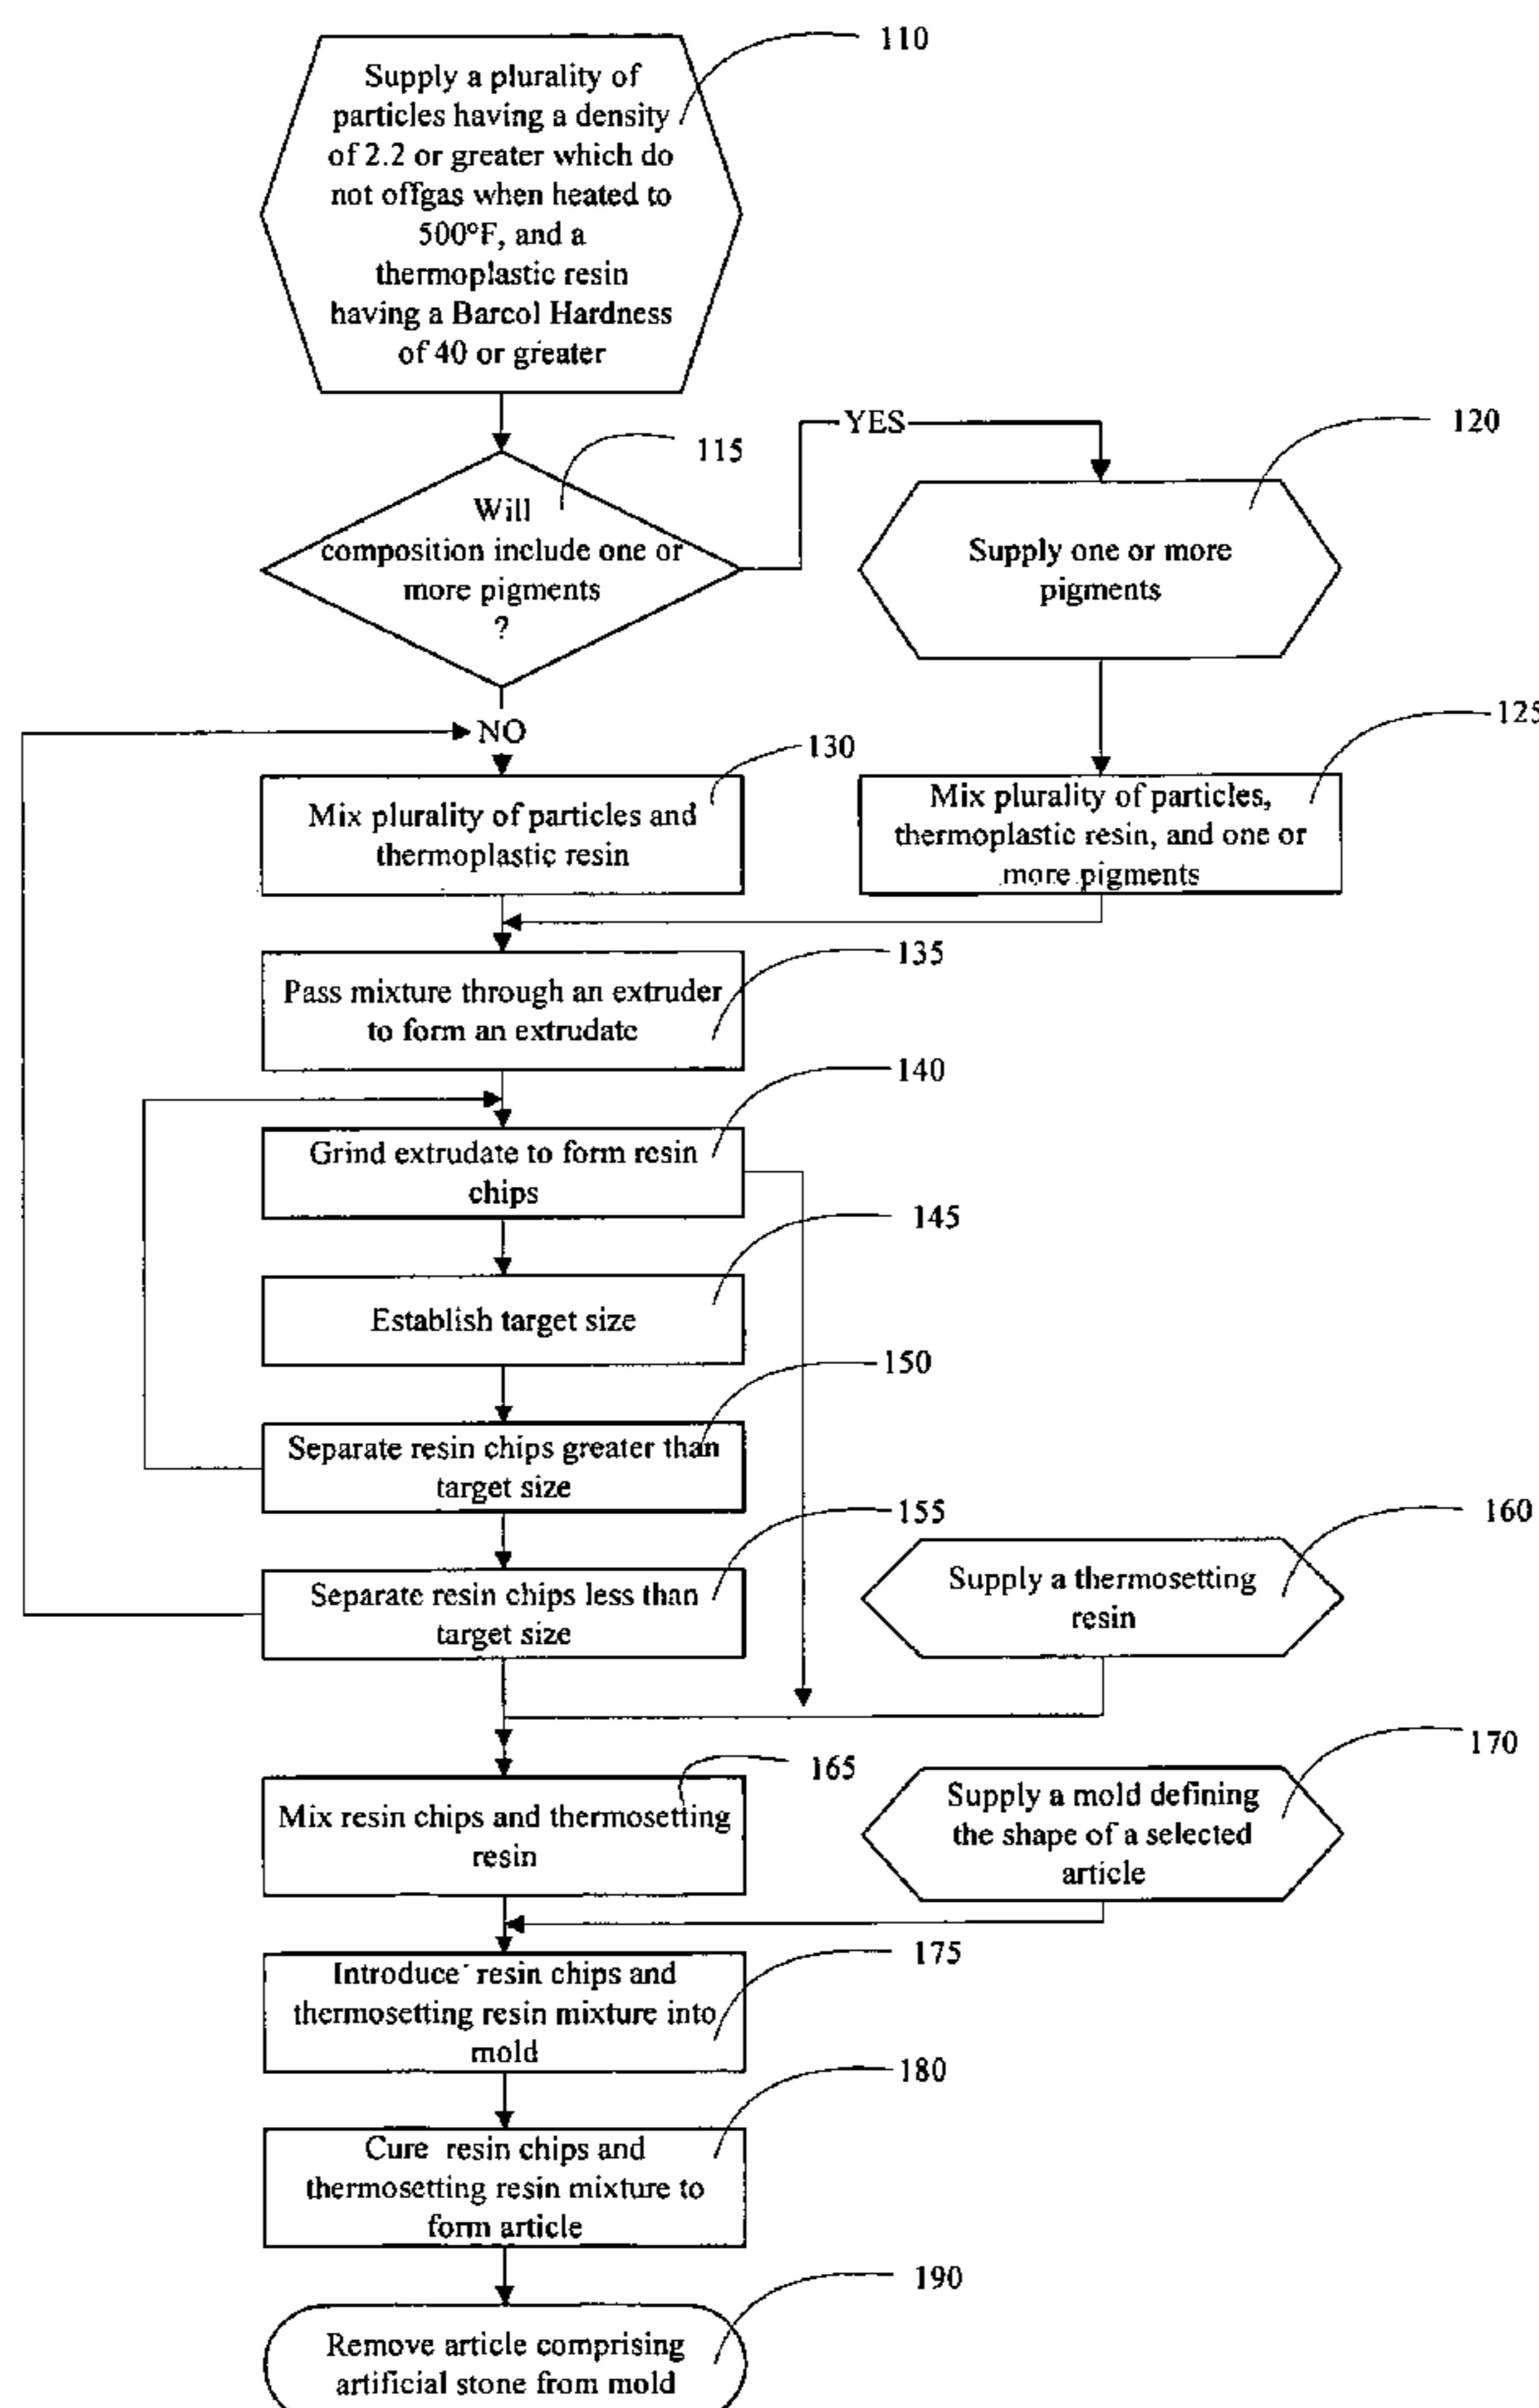 110
Supply a plurality of
particles having a density
of 2.2 or greater which do
not offgas when heated to
500°F, and a
thermoplastic resin
having a Barcol Hardness
of 40 or greater
YES
120
115
Will
composition include one or
more pigments
?
Supply one or more
pigments
125
NO
130
Mix plurality of particles and
thermoplastic resin
Mix plurality of particles,
thermoplastic resin, and one or
more pigments
135
Pass mixture through an extruder
to form an extrudate
140
Grind extrudate to form resin
chips
145
Establish target size
150
Separate resin chips greater than
target size
155
Separate resin chips less than
target size
160
Supply a thermosetting
resin
165
Mix resin chips and thermosetting
resin
170
Supply a mold defining
the shape of a selected
article
175
Introduce resin chips and
thermosetting resin mixture into
mold
180
Cure resin chips and
thermosetting resin mixture to
form article
190
Remove article comprising
artificial stone from mold